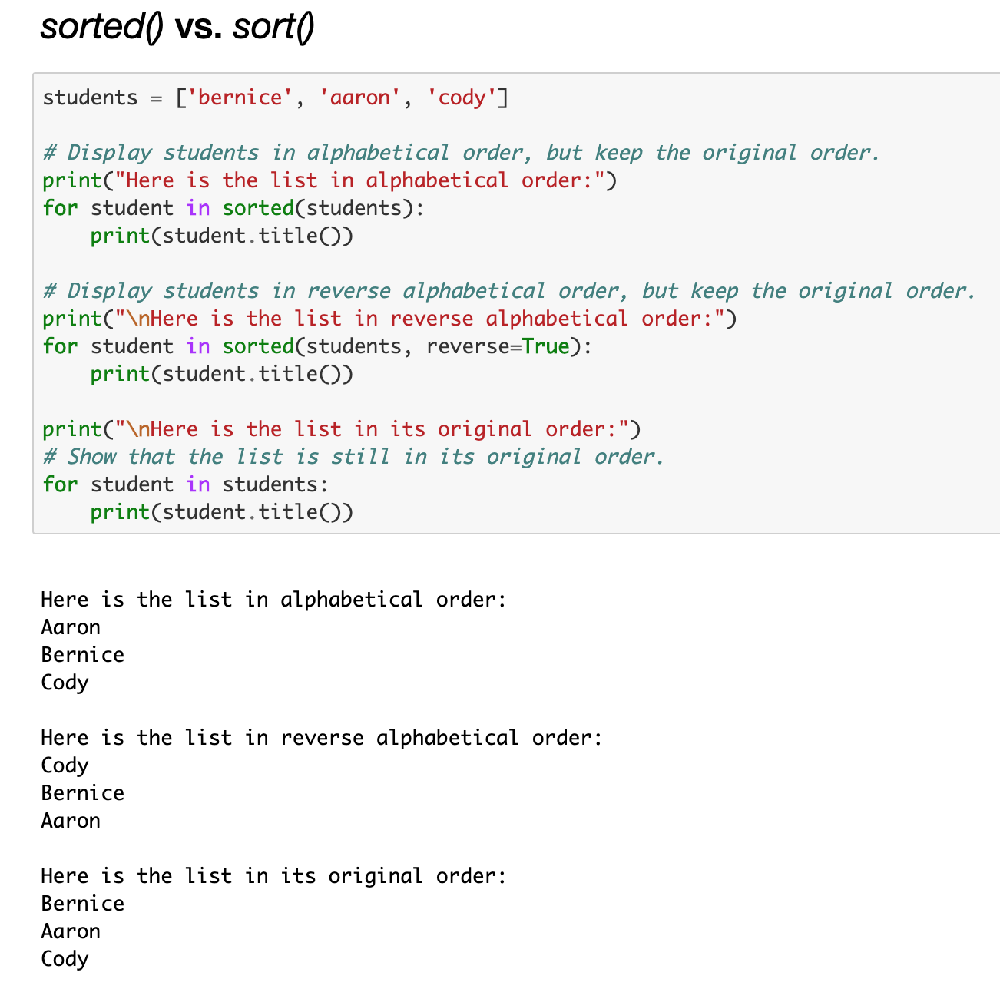 sorted() vs. sort()
students = ['bernice', 'aaron', 'cody']
# Display students in alphabetical order, but keep the original order.
print("Here is the list in alphabetical order:")
for student in sorted(students):
    print(student.title())
# Display students in reverse alphabetical order, but keep the original order.
print("\nHere is the list in reverse alphabetical order:")
for student in sorted(students, reverse=True):
    print(student.title())
print("\nHere is the list in its original order:")
# Show that the list is still in its original order.
for student in students:
    print(student.title())
Here is the list in alphabetical order:
Aaron
Bernice
Cody
Here is the list in reverse alphabetical order:
Cody
Bernice
Aaron
Here is the list in its original order:
Bernice
Aaron
Cody